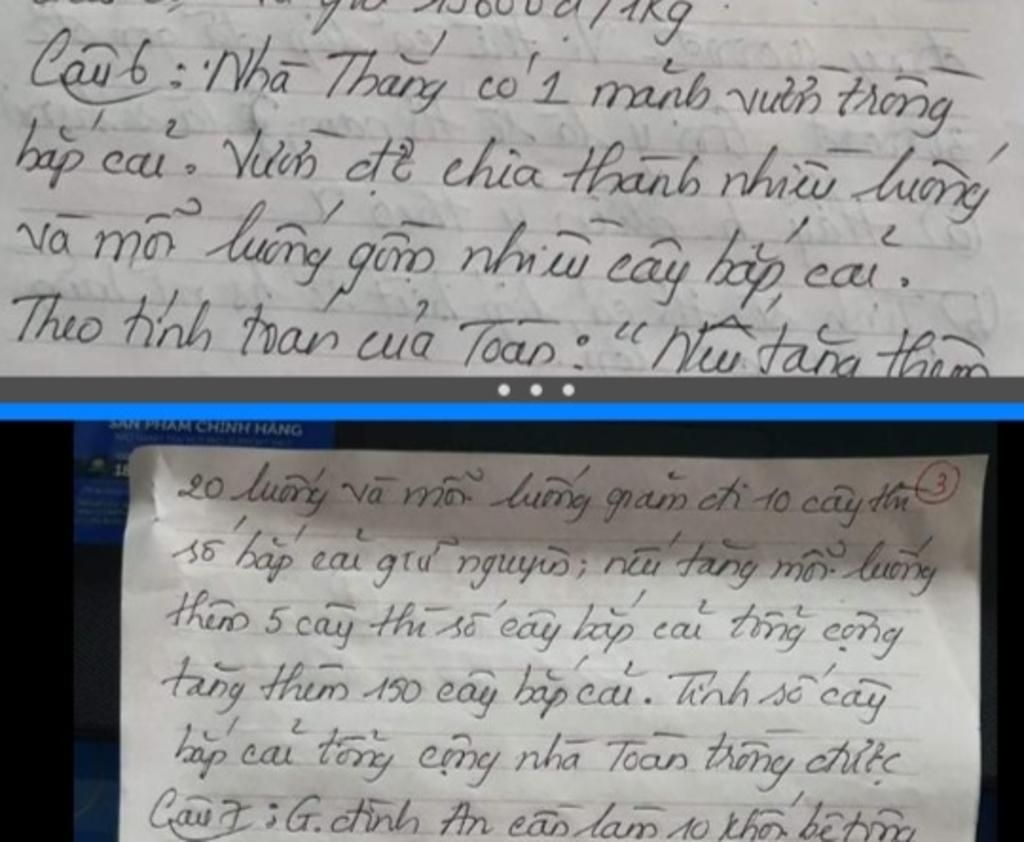 15600đ/1kg
Câu 6: Nhà Thắng có 1 mảnh vườn trồng
bắp cải. Vườn để chia thành nhiều luống
và mỗi luống gồm nhiều cây bắp cải.
Theo tính toán của Toàn: "Nếu tăng thêm
SẢN PHẨM CHÍNH HÃNG
18
20 luống và mỗi luống giảm đi 10 cây thì
3
số bắp cải giữ nguyên; nếu tăng mỗi luống
thêm 5 cây thì số cây bắp cải tổng cộng
tăng thêm 150 cây bắp cải. Tính số cây
bắp cải tổng cộng nhà Toàn trồng được
Câu 7: G. đình An cần làm 10 khối bê tông